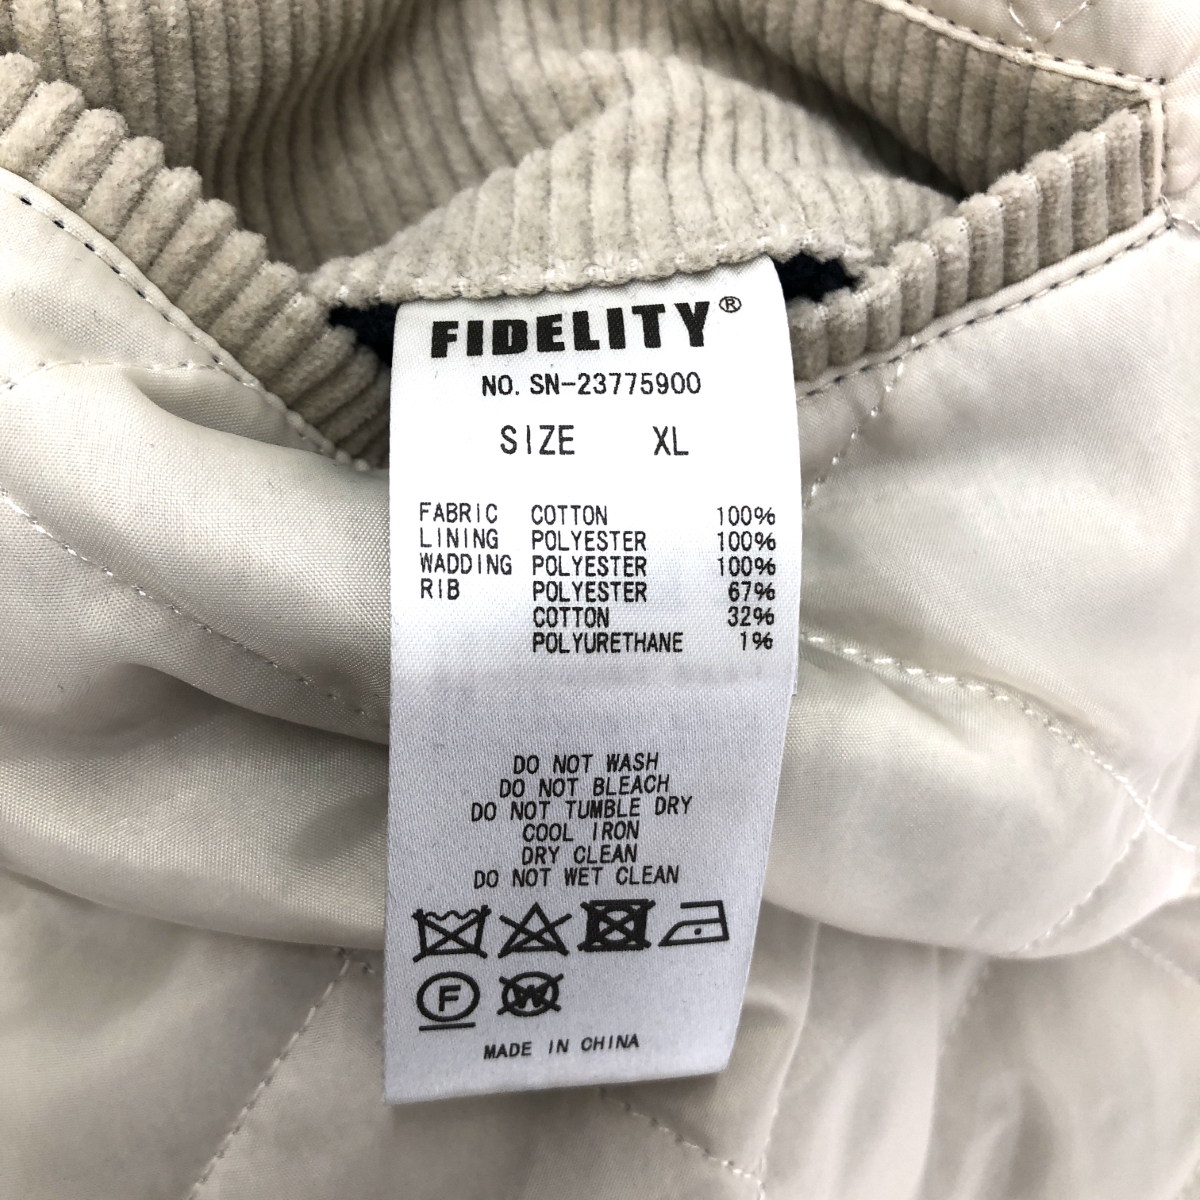 FIDELITY®
NO. SN-23775900
SIZE XL
FABRIC COTTON 100%
LINING POLYESTER 100%
WADDING POLYESTER 100%
RIB POLYESTER 67%
COTTON 32%
POLYURETHANE 1%
DO NOT WASH
DO NOT BLEACH
DO NOT TUMBLE DRY
COOL IRON
DRY CLEAN
DO NOT WET CLEAN
F W
MADE IN CHINA